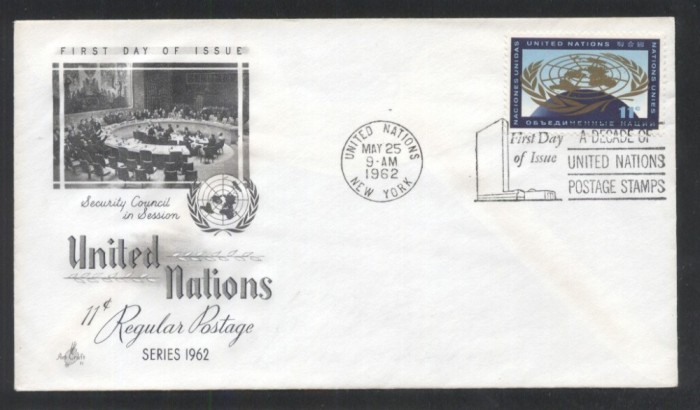 FIRST DAY OF ISSUE
Security Council
in Session
United
Nations
11¢ Regular Postage
SERIES 1962
ArtCraft
UNITED NATIONS
MAY 25
9-AM
1962
NEW YORK
NACIONES UNIDAS
UNITED NATIONS
NATIONS UNIES
11¢
ОБЪЕДИНЕННЫЕ НАЦИИ
First Day
of Issue
A DECADE OF
UNITED NATIONS
POSTAGE STAMPS